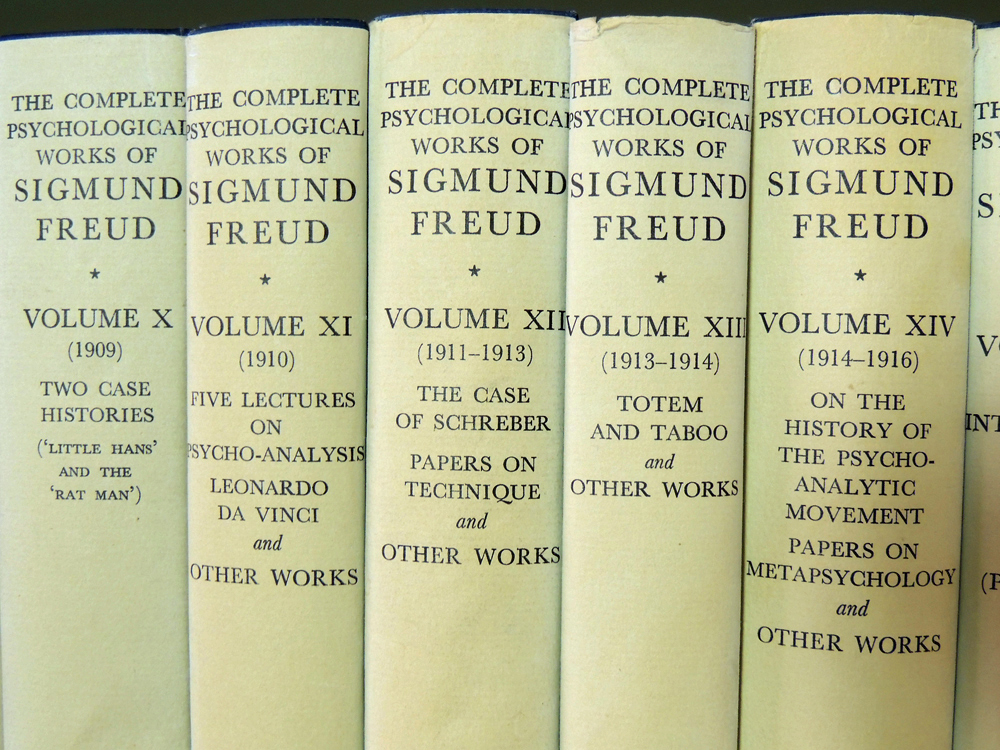 THE COMPLETE
PSYCHOLOGICAL
WORKS OF
SIGMUND
FREUD
*
VOLUME X
(1909)
TWO CASE
HISTORIES
('LITTLE HANS'
AND THE
'RAT MAN')
THE COMPLETE
PSYCHOLOGICAL
WORKS OF
SIGMUND
FREUD
*
VOLUME XI
(1910)
FIVE LECTURES
ON
PSYCHO-ANALYSIS
LEONARDO
DA VINCI
and
OTHER WORKS
THE COMPLETE
PSYCHOLOGICAL
WORKS OF
SIGMUND
FREUD
*
VOLUME XII
(1911–1913)
THE CASE
OF SCHREBER
PAPERS ON
TECHNIQUE
and
OTHER WORKS
THE COMPLETE
PSYCHOLOGICAL
WORKS OF
SIGMUND
FREUD
*
VOLUME XIII
(1913–1914)
TOTEM
AND TABOO
and
OTHER WORKS
THE COMPLETE
PSYCHOLOGICAL
WORKS OF
SIGMUND
FREUD
*
VOLUME XIV
(1914–1916)
ON THE
HISTORY OF
THE PSYCHO-
ANALYTIC
MOVEMENT
PAPERS ON
METAPSYCHOLOGY
and
OTHER WORKS